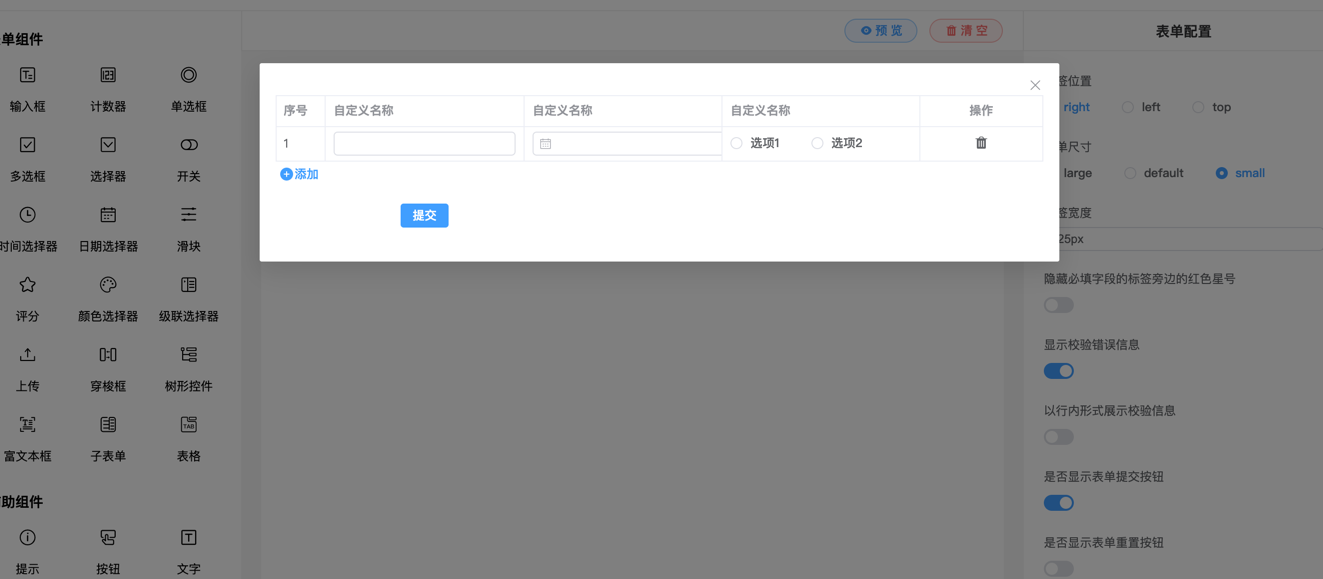 单组件
输入框 计数器 单选框
多选框 选择器 开关
时间选择器 日期选择器 滑块
评分 颜色选择器 级联选择器
上传 穿梭框 树形控件
富文本框 子表单 表格
助组件
提示 按钮 文字
预览 清空
序号 自定义名称 自定义名称 自定义名称 操作
1 选项1 选项2
添加
提交
表单配置
签位置
right left top
单尺寸
large default small
签宽度
25px
隐藏必填字段的标签旁边的红色星号
显示校验错误信息
以行内形式展示校验信息
是否显示表单提交按钮
是否显示表单重置按钮